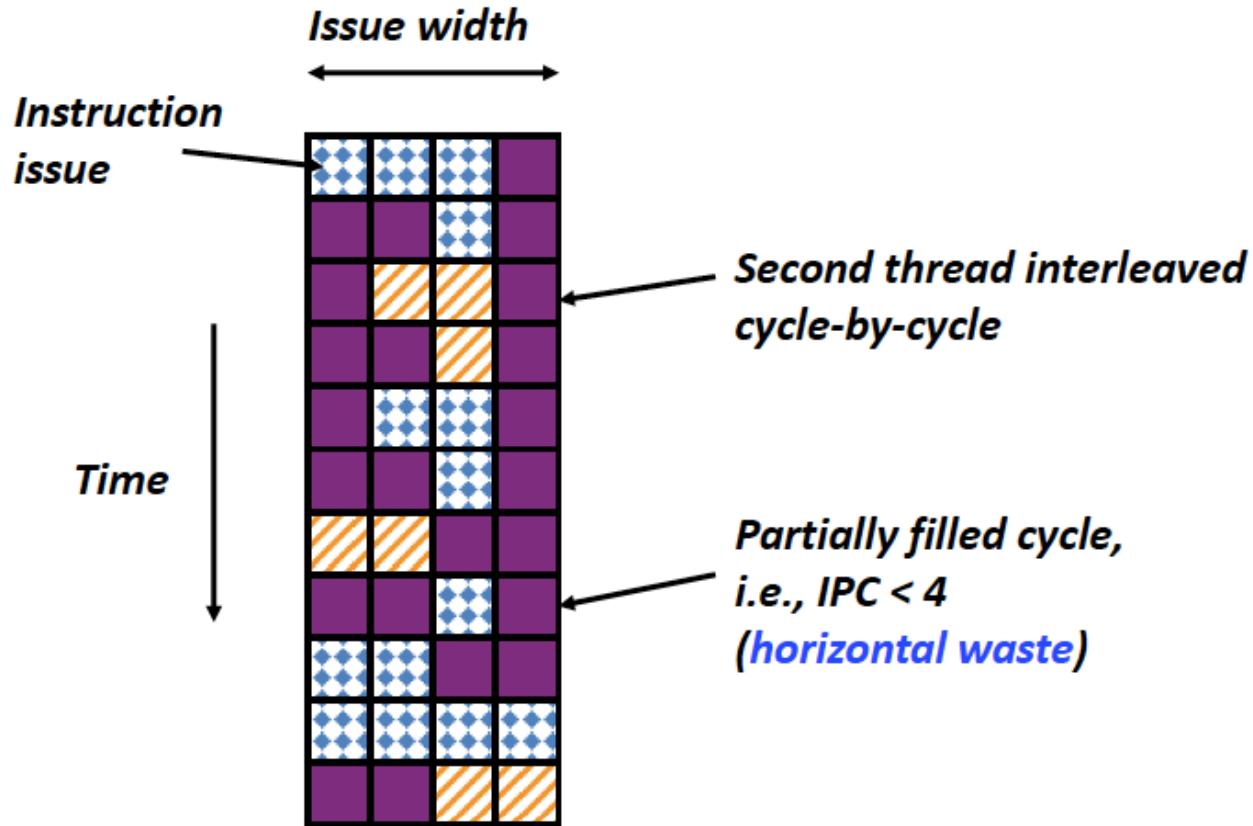 Issue width
Instruction
issue
Second thread interleaved
cycle-by-cycle
Time
Partially filled cycle,
i.e., IPC < 4
(horizontal waste)